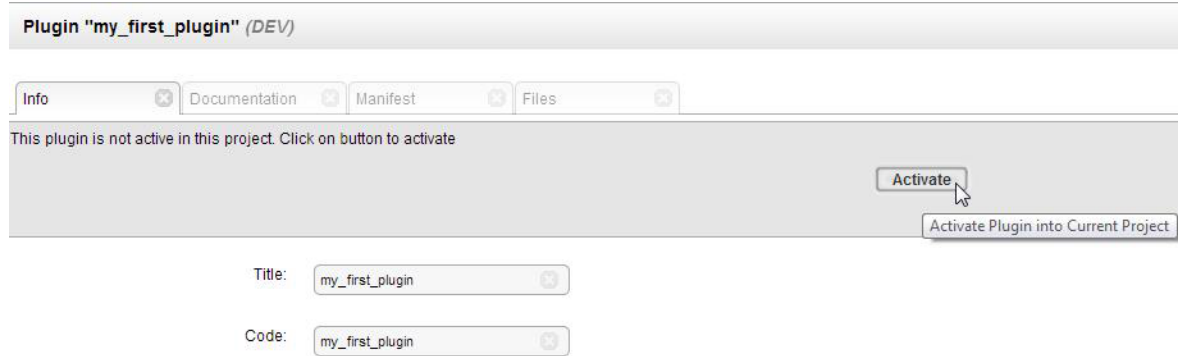 Plugin "my_first_plugin" (DEV)
Info Documentation Manifest Files
This plugin is not active in this project. Click on button to activate
Activate
Activate Plugin into Current Project
Title: my_first_plugin
Code: my_first_plugin